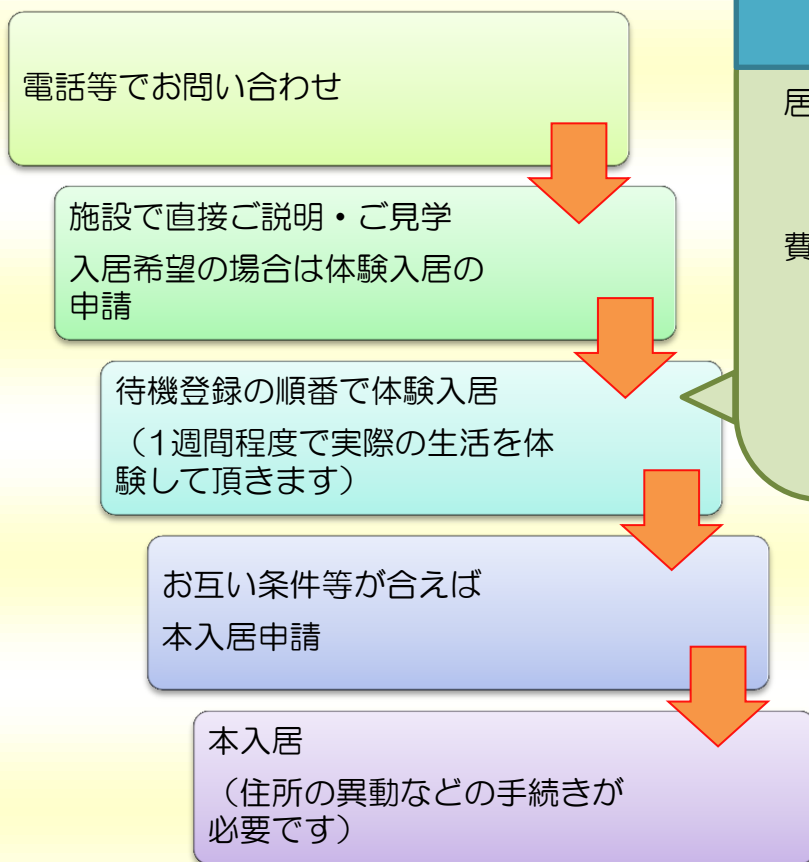 電話等でお問い合わせ
施設で直接ご説明・ご見学
入居希望の場合は体験入居の
申請
待機登録の順番で体験入居
（1週間程度で実際の生活を体
験して頂きます）
お互い条件等が合えば
本入居申請
本入居
（住所の異動などの手続きが
必要です）
居
費